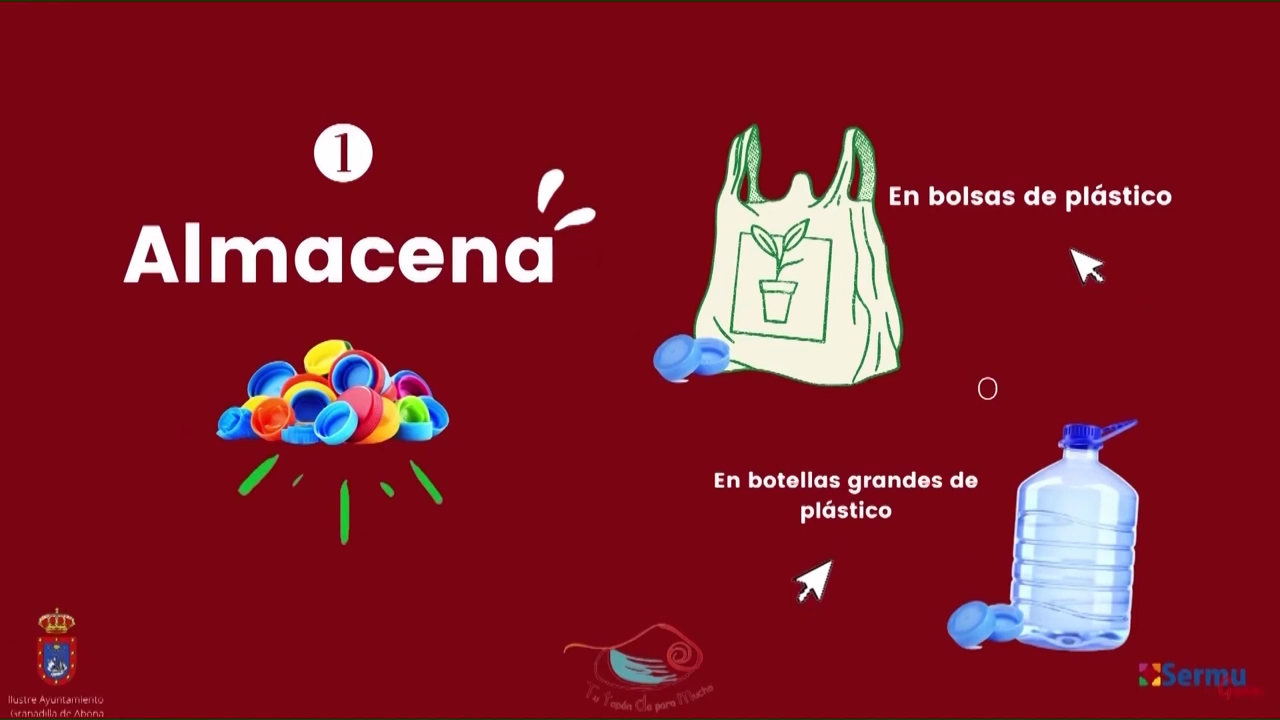 1
Almacena
En bolsas de plástico
O
En botellas grandes de
plástico
Ilustre Ayuntamiento
Granadilla de Abona
Tu Tapón Da para Mucho
Sermu